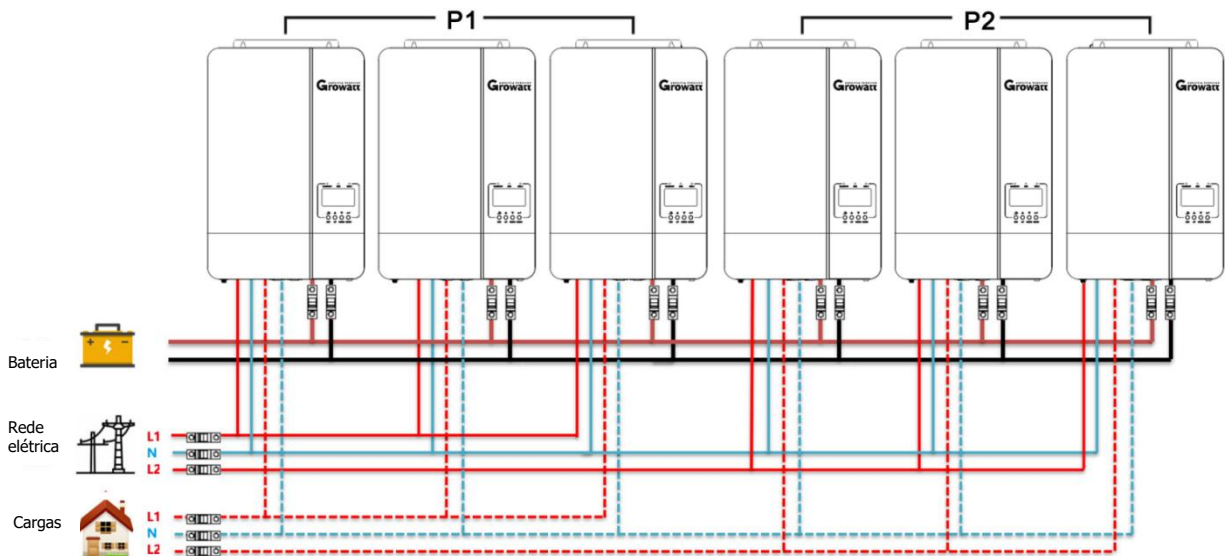 P1
P2
Growatt
Growatt
Growatt
Growatt
Growatt
Growatt
Bateria
+ −
Rede
elétrica
L1
N
L2
Cargas
L1
N
L2